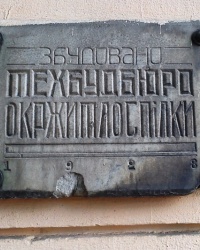 ЗБУДОВАНО
ТЕХБУДБЮРО
ОКРЖИТЛОСПІЛКИ
1928